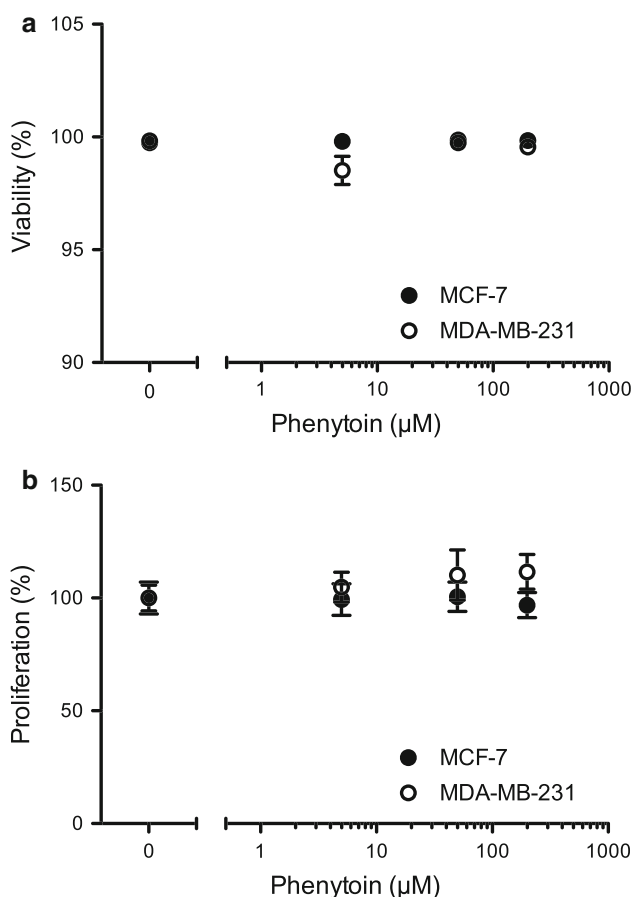 a
105
100
95
90
Viability (%)
MCF-7
MDA-MB-231
0
1
10
100
1000
Phenytoin (µM)
b
150
100
50
0
Proliferation (%)
MCF-7
MDA-MB-231
0
1
10
100
1000
Phenytoin (µM)